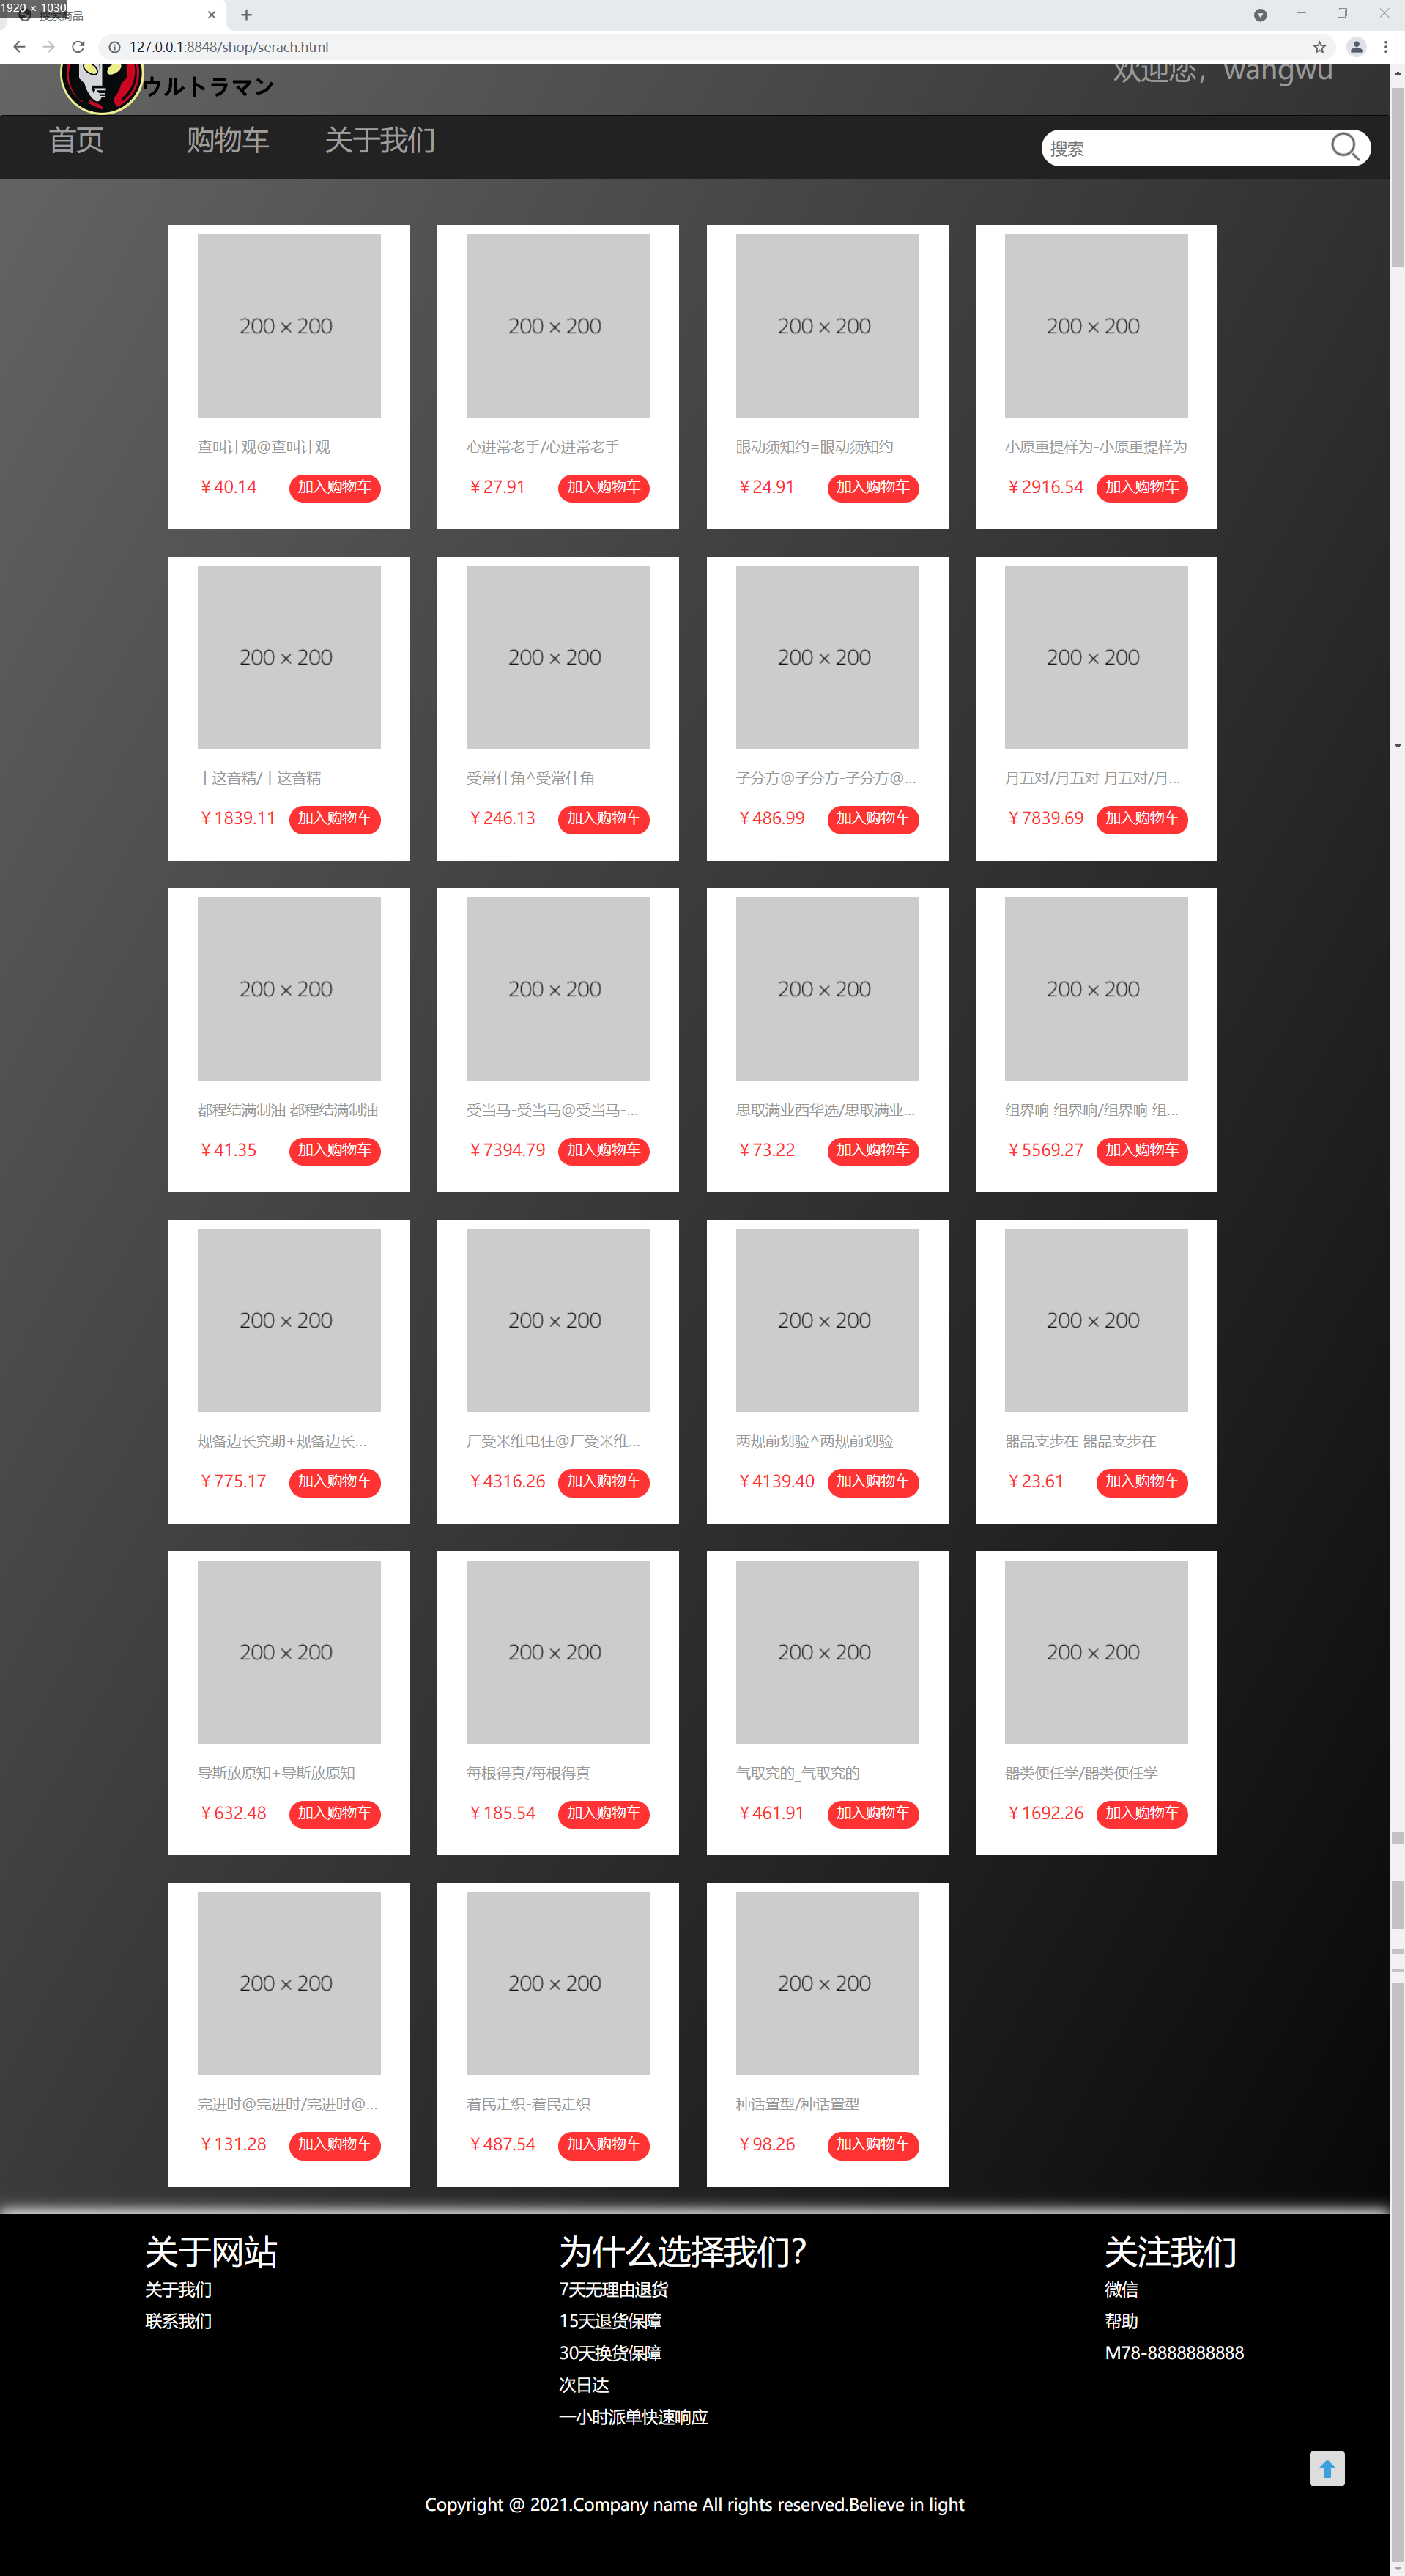 1920 × 1030
搜索商品
127.0.0.1:8848/shop/serach.html
ウルトラマン
欢迎您，wangwu
首页 购物车 关于我们 搜索
200 × 200 200 × 200 200 × 200 200 × 200
查叫计观@查叫计观 心进常老手/心进常老手 眼动须知约=眼动须知约 小原重提样为-小原重提样为
￥40.14 加入购物车 ￥27.91 加入购物车 ￥24.91 加入购物车 ￥2916.54 加入购物车
200 × 200 200 × 200 200 × 200 200 × 200
十这音精/十这音精 受常什角^受常什角 子分方@子分方-子分方@... 月五对/月五对 月五对/月...
￥1839.11 加入购物车 ￥246.13 加入购物车 ￥486.99 加入购物车 ￥7839.69 加入购物车
200 × 200 200 × 200 200 × 200 200 × 200
都程结满制油 都程结满制油 受当马-受当马@受当马-... 思取满业西华选/思取满业... 组界响 组界响/组界响 组...
￥41.35 加入购物车 ￥7394.79 加入购物车 ￥73.22 加入购物车 ￥5569.27 加入购物车
200 × 200 200 × 200 200 × 200 200 × 200
规备边长究期+规备边长... 厂受米维电住@厂受米维... 两规前划验^两规前划验 器品支步在 器品支步在
￥775.17 加入购物车 ￥4316.26 加入购物车 ￥4139.40 加入购物车 ￥23.61 加入购物车
200 × 200 200 × 200 200 × 200 200 × 200
导斯放原知+导斯放原知 每根得真/每根得真 气取究的_气取究的 器类便任学/器类便任学
￥632.48 加入购物车 ￥185.54 加入购物车 ￥461.91 加入购物车 ￥1692.26 加入购物车
200 × 200 200 × 200 200 × 200
完进时@完进时/完进时@... 着民走织-着民走织 种话置型/种话置型
￥131.28 加入购物车 ￥487.54 加入购物车 ￥98.26 加入购物车
关于网站 为什么选择我们? 关注我们
关于我们 7天无理由退货 微信
联系我们 15天退货保障 帮助
30天换货保障 M78-8888888888
次日达
一小时派单快速响应
Copyright @ 2021.Company name All rights reserved.Believe in light